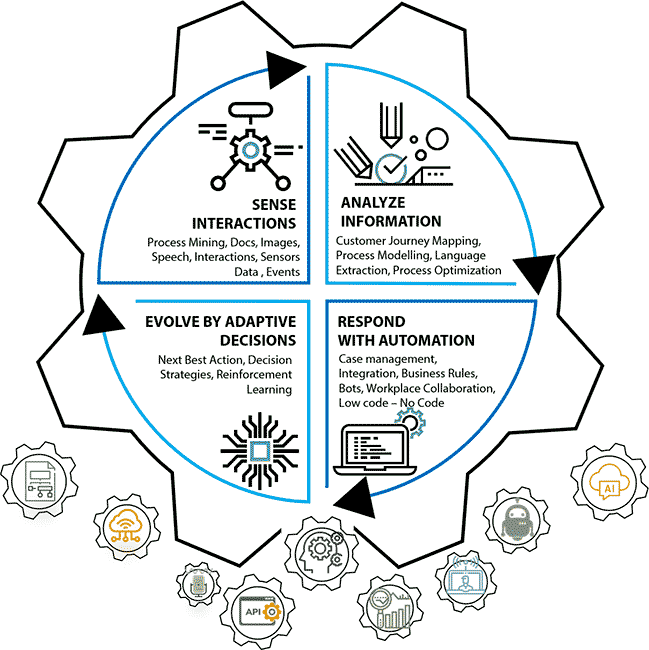 SENSE
INTERACTIONS
Process Mining, Docs, Images,
Speech, Interactions, Sensors
Data , Events
ANALYZE
INFORMATION
Customer Journey Mapping,
Process Modelling, Language
Extraction, Process Optimization
EVOLVE BY ADAPTIVE
DECISIONS
Next Best Action, Decision
Strategies, Reinforcement
Learning
RESPOND
WITH AUTOMATION
Case management,
Integration, Business Rules,
Bots, Workplace Collaboration,
Low code – No Code
AI
API